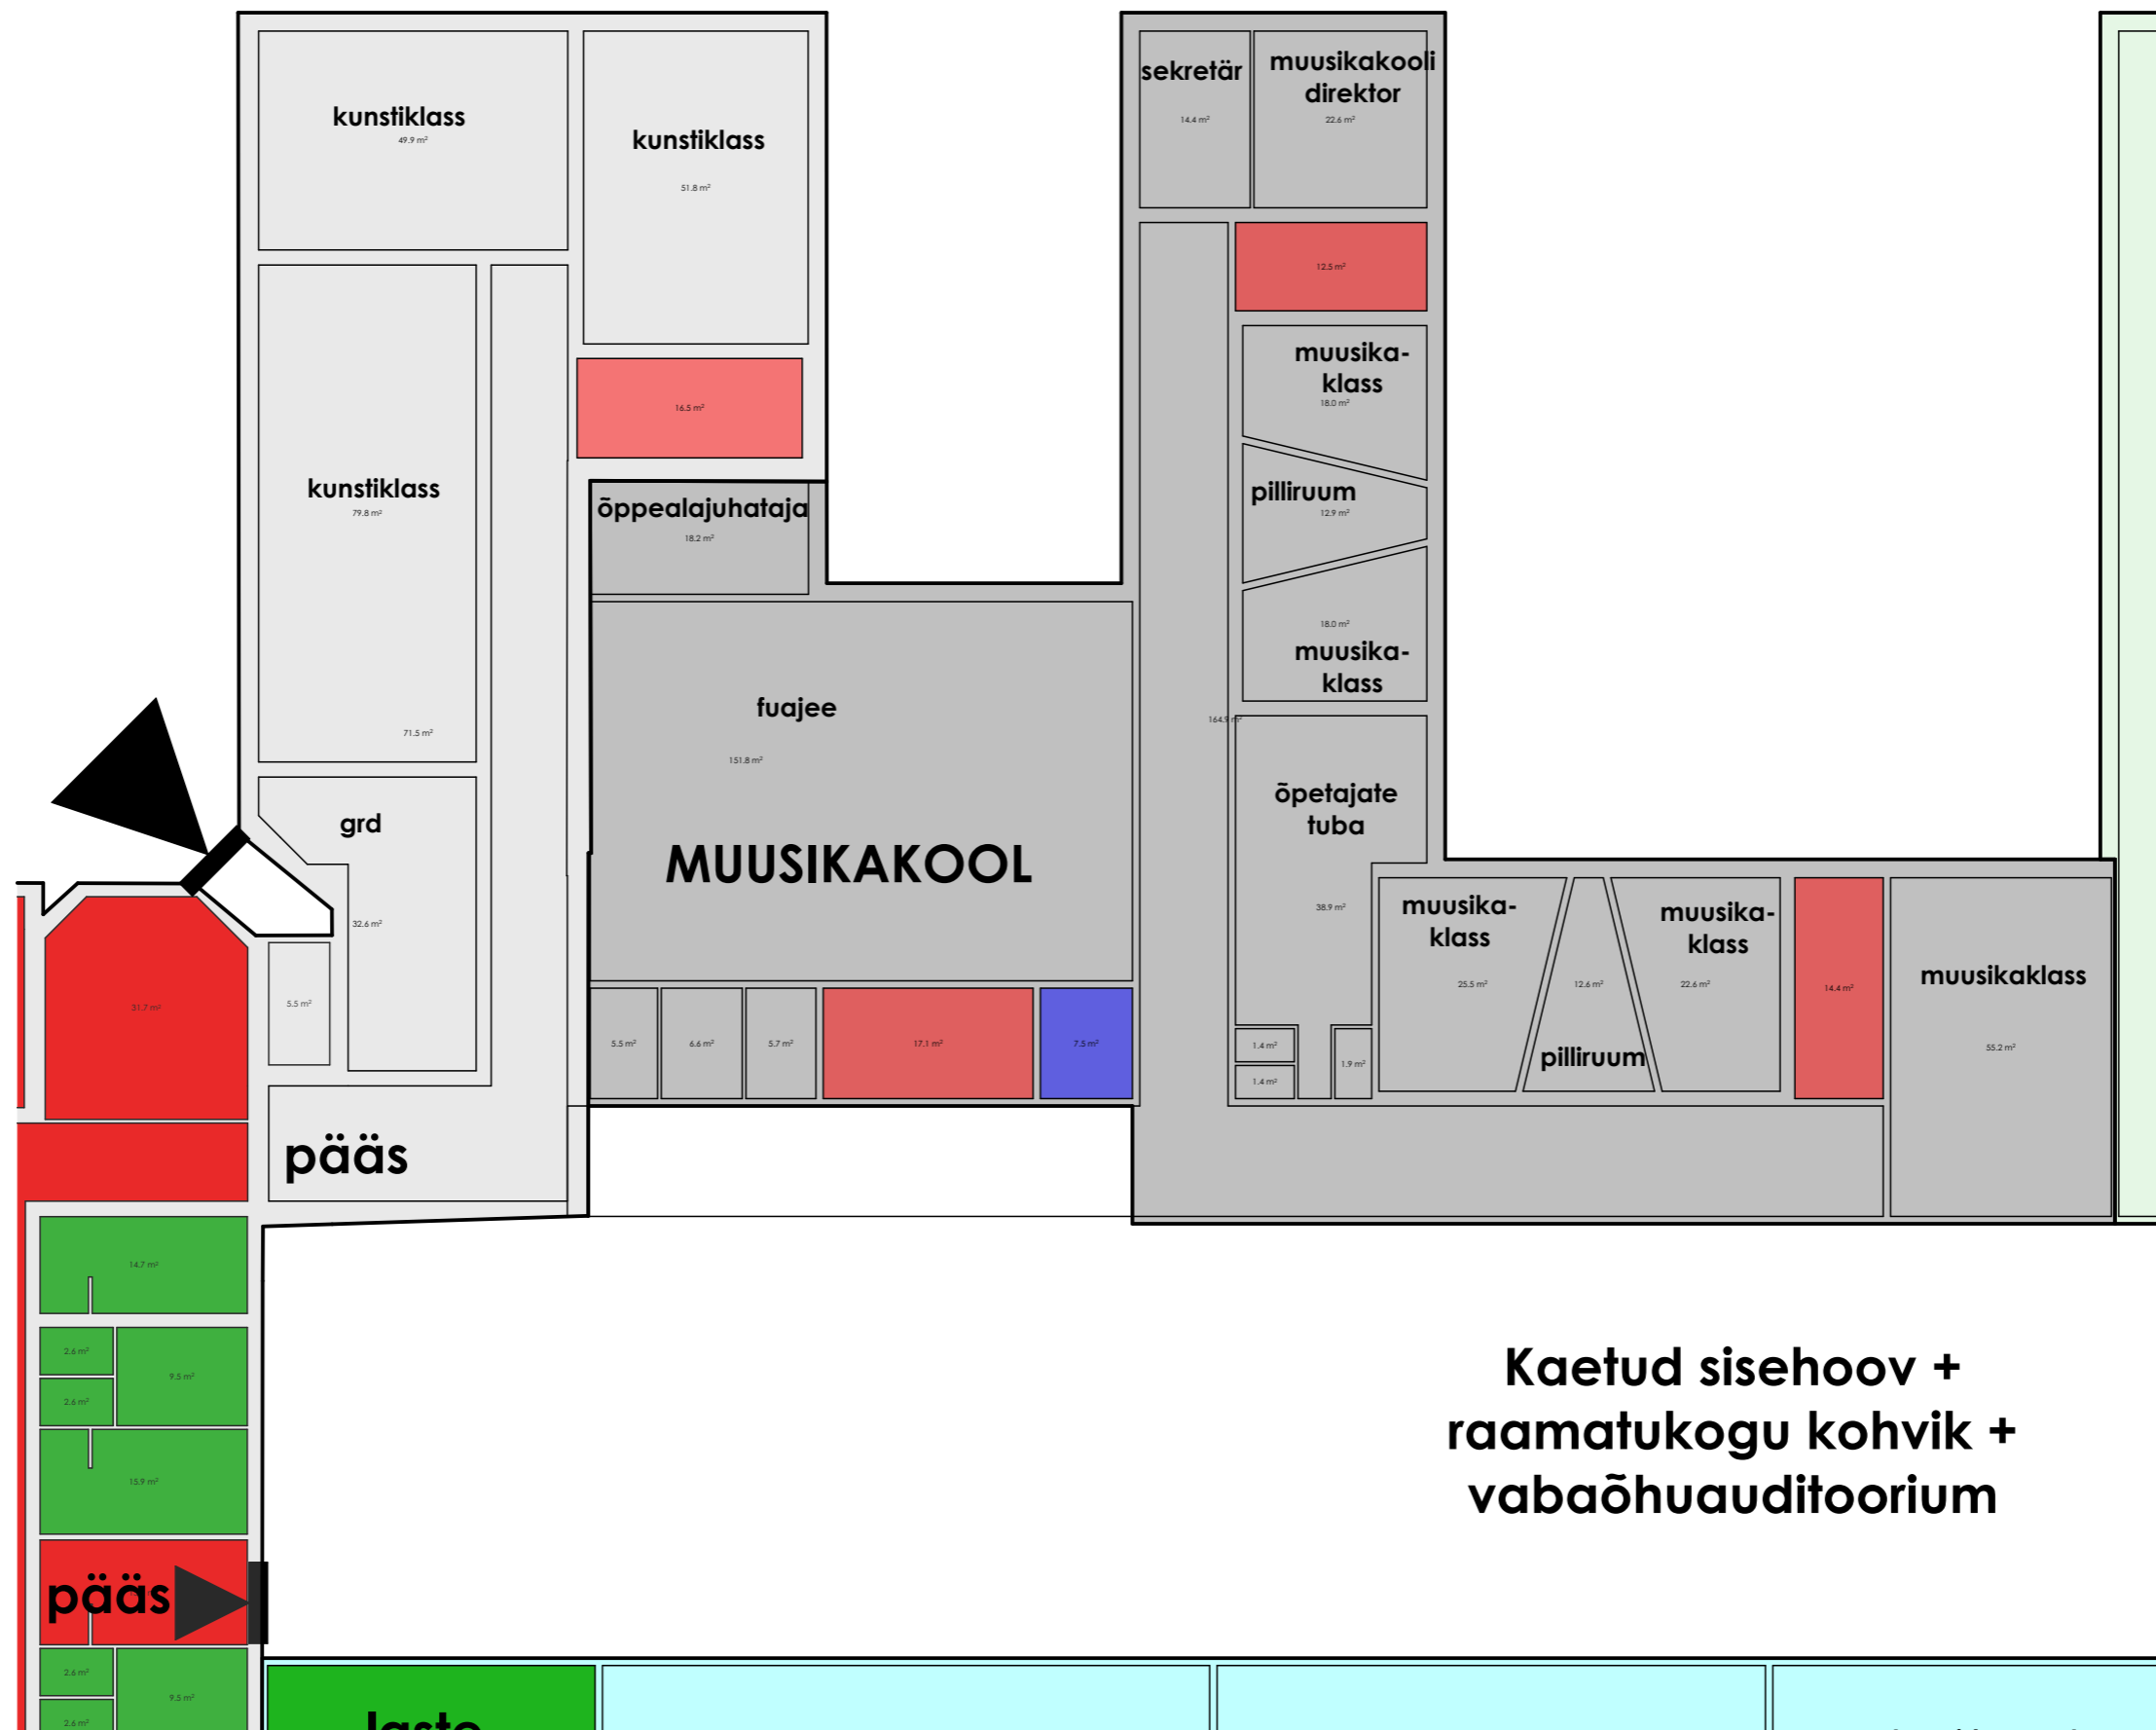 kunstiklass
49.9 m²
kunstiklass
51.8 m²
sekretär
14.4 m²
muusikakooli
direktor
22.6 m²
12.5 m²
muusika-
klass
18.0 m²
16.5 m²
kunstiklass
79.8 m²
õppealajuhataja
18.2 m²
pilliruum
12.9 m²
18.0 m²
muusika-
klass
71.5 m²
fuajee
151.8 m²
164.9 m²
MUUSIKAKOOL
grd
32.6 m²
õpetajate
tuba
38.9 m²
muusika-
klass
25.5 m²
12.6 m²
pilliruum
muusika-
klass
22.6 m²
14.4 m²
muusikaklass
55.2 m²
31.7 m²
5.5 m²
5.5 m²
6.6 m²
5.7 m²
17.1 m²
7.5 m²
1.4 m²
1.4 m²
1.9 m²
pääs
14.7 m²
2.6 m²
9.5 m²
2.6 m²
15.9 m²
Kaetud sisehoov +
raamatukogu kohvik +
vabaõhuauditoorium
pääs
2.6 m²
9.5 m²
2.6 m²
laste